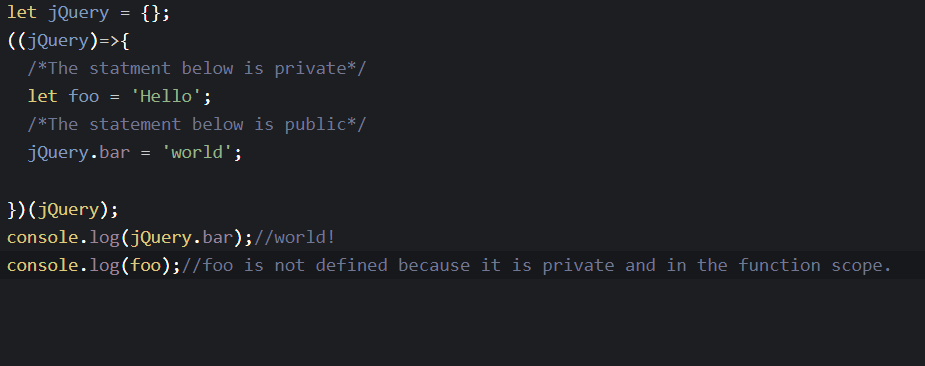 let jQuery = {};
((jQuery)=>{
  /*The statment below is private*/
  let foo = 'Hello';
  /*The statement below is public*/
  jQuery.bar = 'world';
})(jQuery);
console.log(jQuery.bar);//world!
console.log(foo);//foo is not defined because it is private and in the function scope.